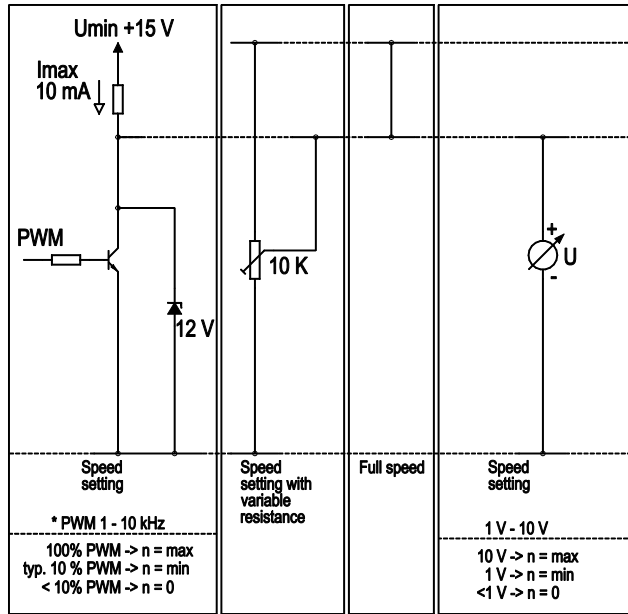 Umin +15 V
Imax
10 mA
PWM
12 V
Speed
setting
* PWM 1 - 10 kHz
100% PWM -> n = max
typ. 10 % PWM -> n = min
< 10% PWM -> n = 0
10 K
Speed
setting with
variable
resistance
Full speed
+
U
-
Speed
setting
1 V - 10 V
10 V -> n = max
1 V -> n = min
<1 V -> n = 0